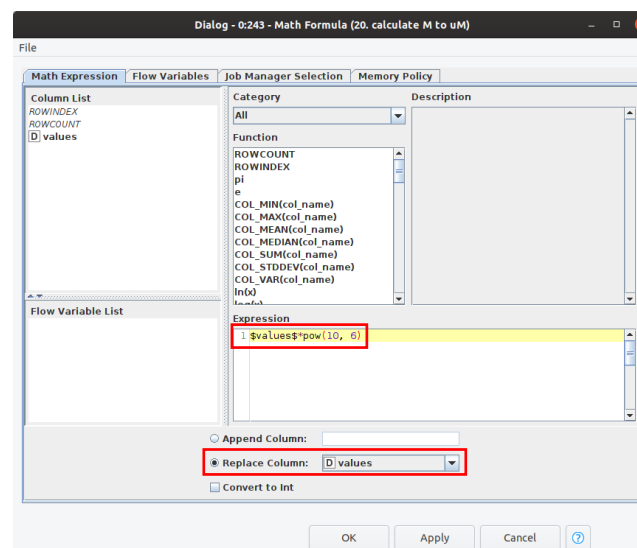 Dialog - 0:243 - Math Formula (20. calculate M to uM)
File
Math Expression Flow Variables Job Manager Selection Memory Policy
Column List
ROWINDEX
ROWCOUNT
D values
Flow Variable List
Category
All
Description
Function
ROWCOUNT
ROWINDEX
pi
e
COL_MIN(col_name)
COL_MAX(col_name)
COL_MEAN(col_name)
COL_MEDIAN(col_name)
COL_SUM(col_name)
COL_STDDEV(col_name)
COL_VAR(col_name)
ln(x)
Expression
1 $values$*pow(10, 6)
Append Column:
Replace Column: D values
Convert to Int
OK Apply Cancel ?